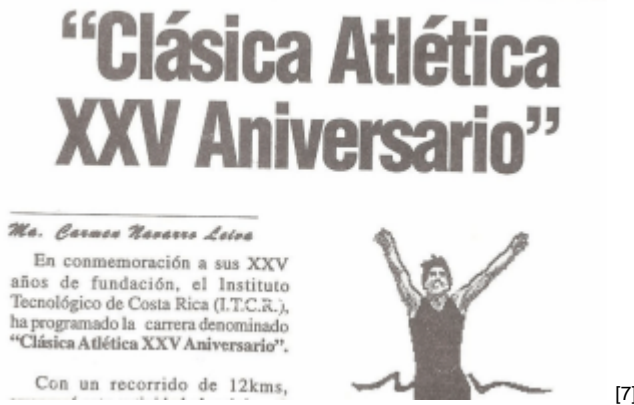 “Clásica Atlética
XXV Aniversario”
Ma. Carmen Navarro Leiva
En conmemoración a sus XXV
años de fundación, el Instituto
Tecnológico de Costa Rica (I.T.C.R.),
ha programado la carrera denominado
“Clásica Atlética XXV Aniversario”.
Con un recorrido de 12kms,
[7]